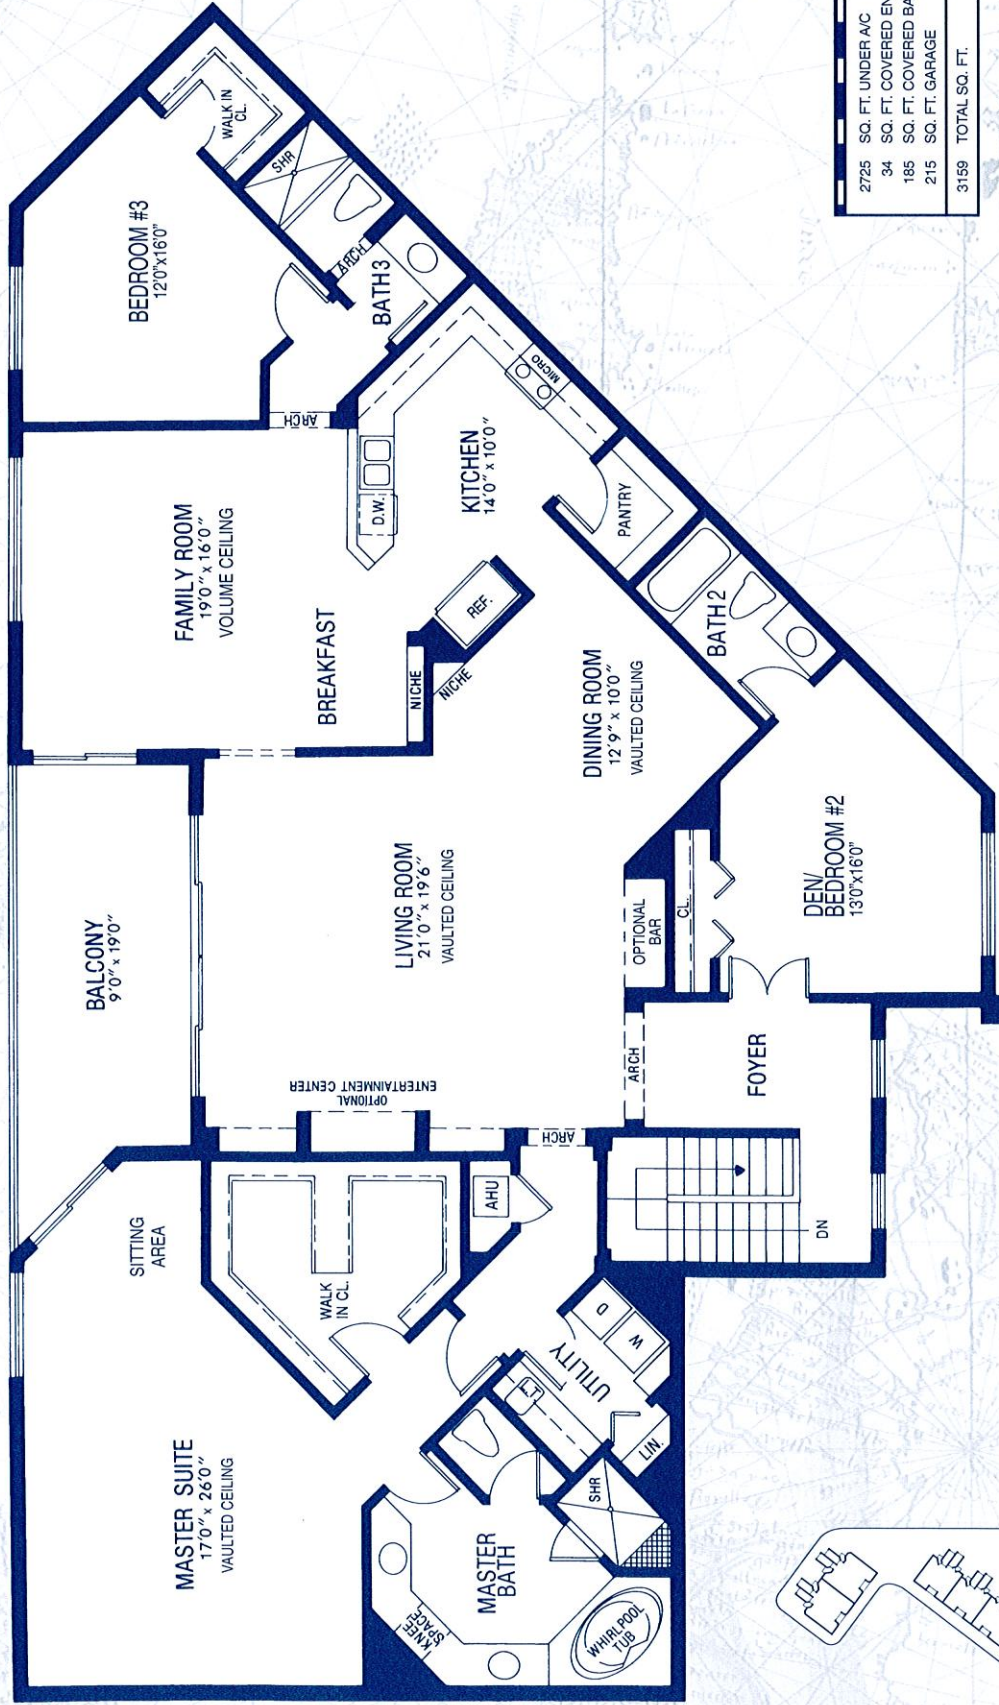 BEDROOM #3
12'0"x16'0"
WALK IN
CL.
SHR
ARCH
BATH3
ARCH
FAMILY ROOM
19'0" x 16'0"
VOLUME CEILING
D.W.
KITCHEN
14'0" x 10'0"
MICRO
PANTRY
BREAKFAST
NICHE
NICHE
REF.
BATH2
DINING ROOM
12'9" x 10'0"
VAULTED CEILING
BALCONY
9'0" x 19'0"
LIVING ROOM
21'0" x 19'6"
VAULTED CEILING
OPTIONAL
BAR
CL.
DEN/
BEDROOM #2
13'0"x16'0"
OPTIONAL
ENTERTAINMENT CENTER
ARCH
ARCH
FOYER
DN
SITTING
AREA
WALK
IN CL.
AHU
D
W
UTILITY
F.T.
LIN.
MASTER SUITE
17'0" x 26'0"
VAULTED CEILING
MASTER
BATH
SHR
KNEE
SPACE
WHIRLPOOL
TUB
2725 SQ. FT. UNDER A/C
34 SQ. FT. COVERED
185 SQ. FT. COVERED
215 SQ. FT. GARAGE
3159 TOTAL SQ. FT.